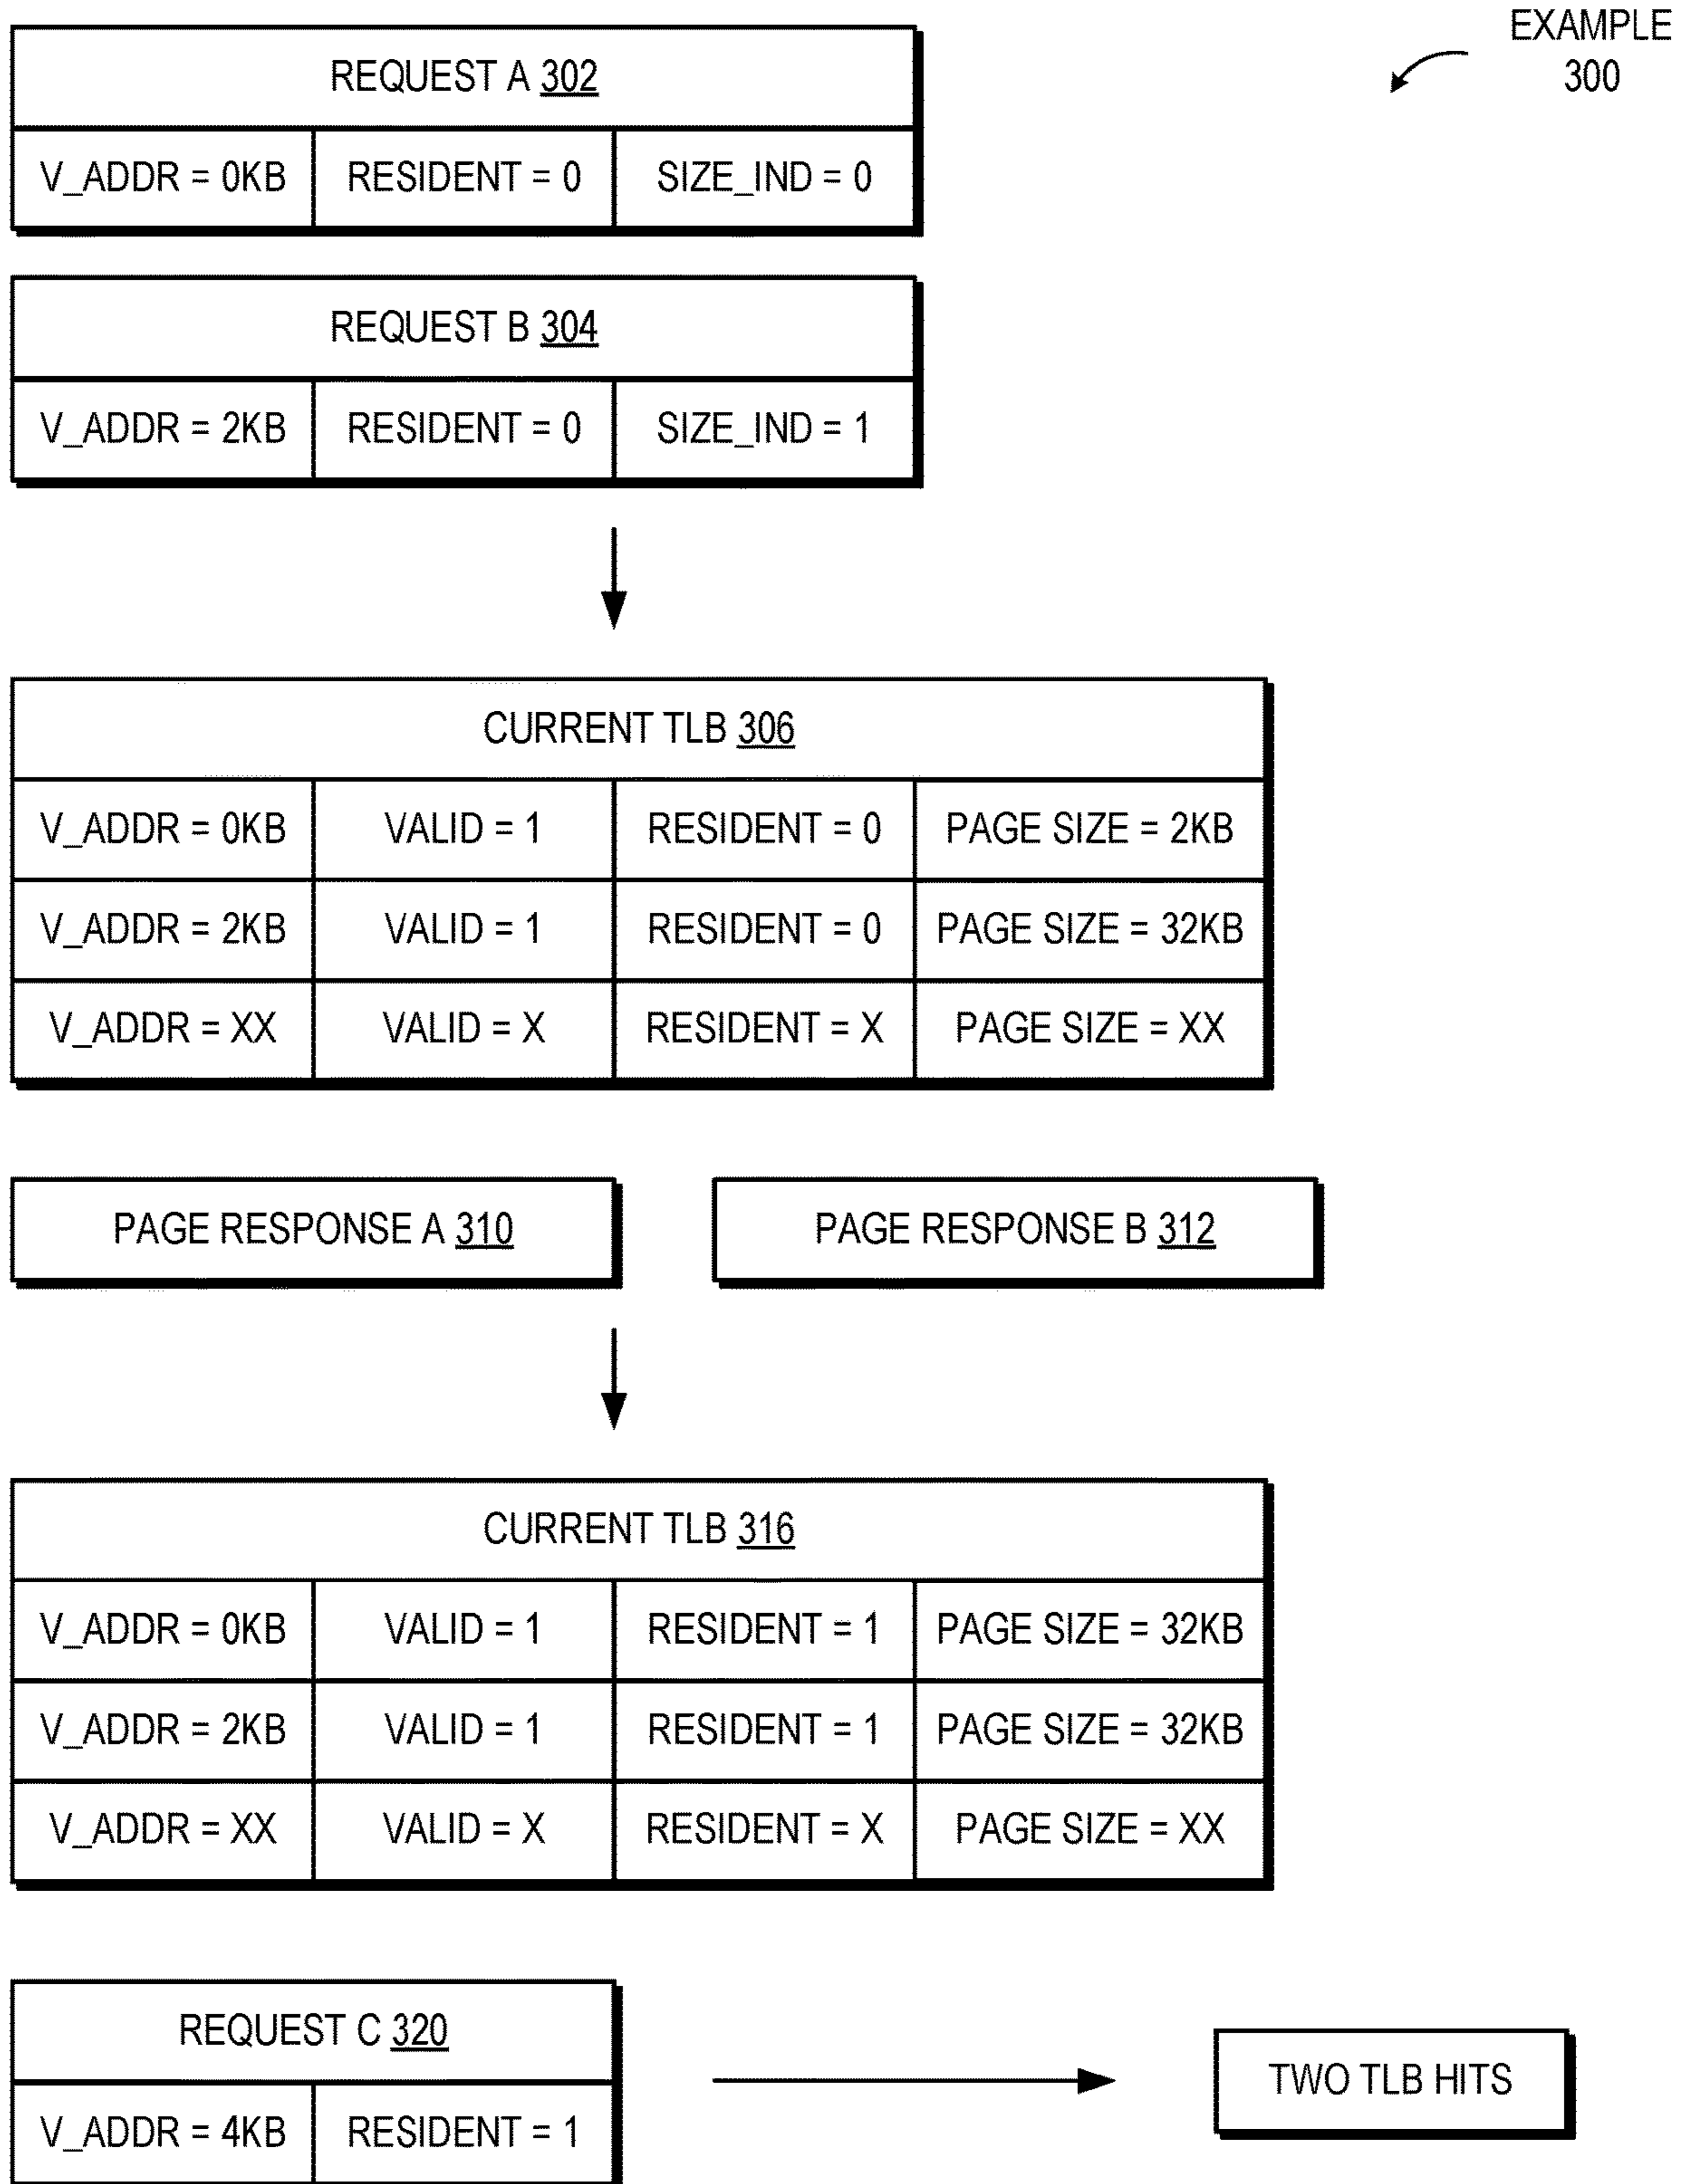 EXAMPLE
300
REQUEST A 302
V_ADDR = 0KB RESIDENT = 0 SIZE_IND = 0
REQUEST B 304
V_ADDR = 2KB RESIDENT = 0 SIZE_IND = 1
CURRENT TLB 306
V_ADDR = 0KB VALID = 1 RESIDENT = 0 PAGE SIZE = 2KB
V_ADDR = 2KB VALID = 1 RESIDENT = 0 PAGE SIZE = 32KB
V_ADDR = XX VALID = X RESIDENT = X PAGE SIZE = XX
PAGE RESPONSE A 310 PAGE RESPONSE B 312
CURRENT TLB 316
V_ADDR = 0KB VALID = 1 RESIDENT = 1 PAGE SIZE = 32KB
V_ADDR = 2KB VALID = 1 RESIDENT = 1 PAGE SIZE = 32KB
V_ADDR = XX VALID = X RESIDENT = X PAGE SIZE = XX
REQUEST C 320
V_ADDR = 4KB RESIDENT = 1
TWO TLB HITS